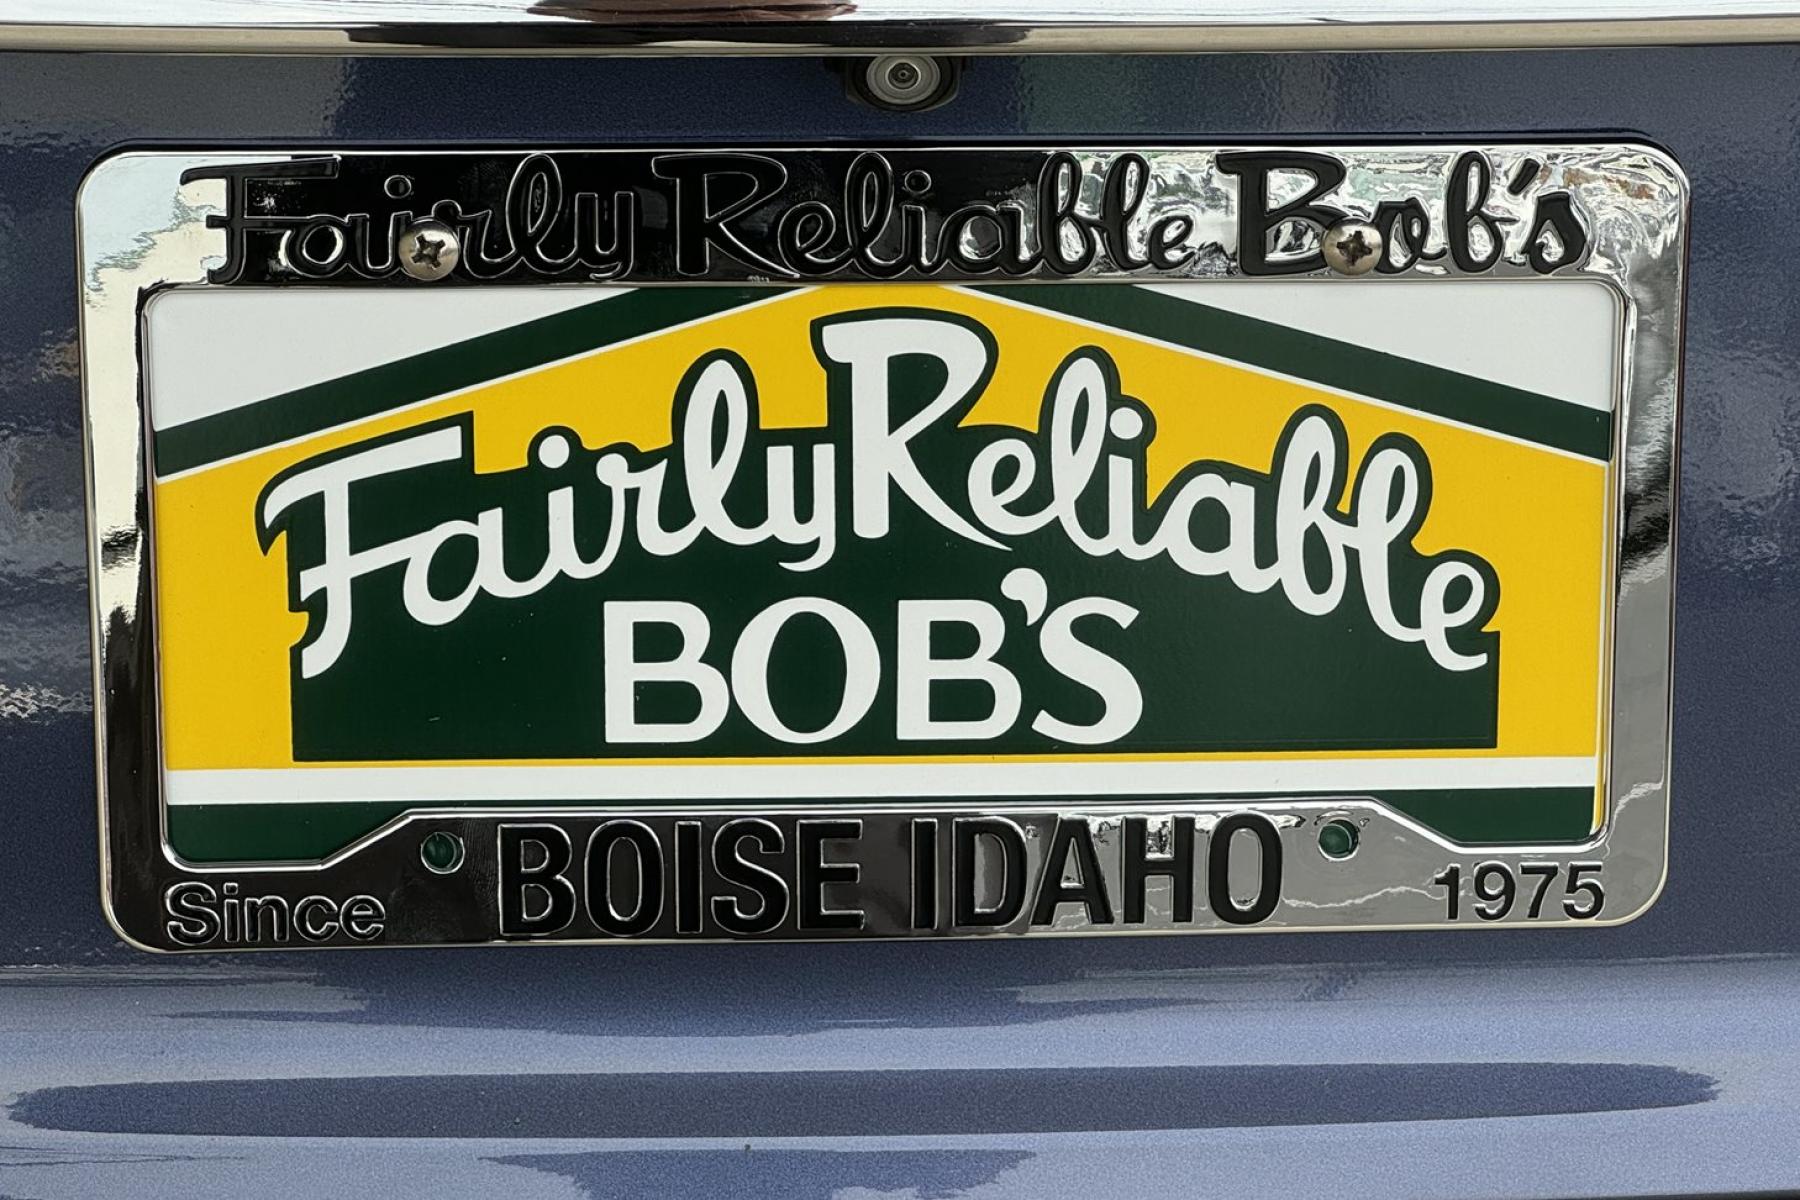 Fairly Reliable Bob's
Fairly Reliable
BOB'S
BOISE IDAHO
Since 1975